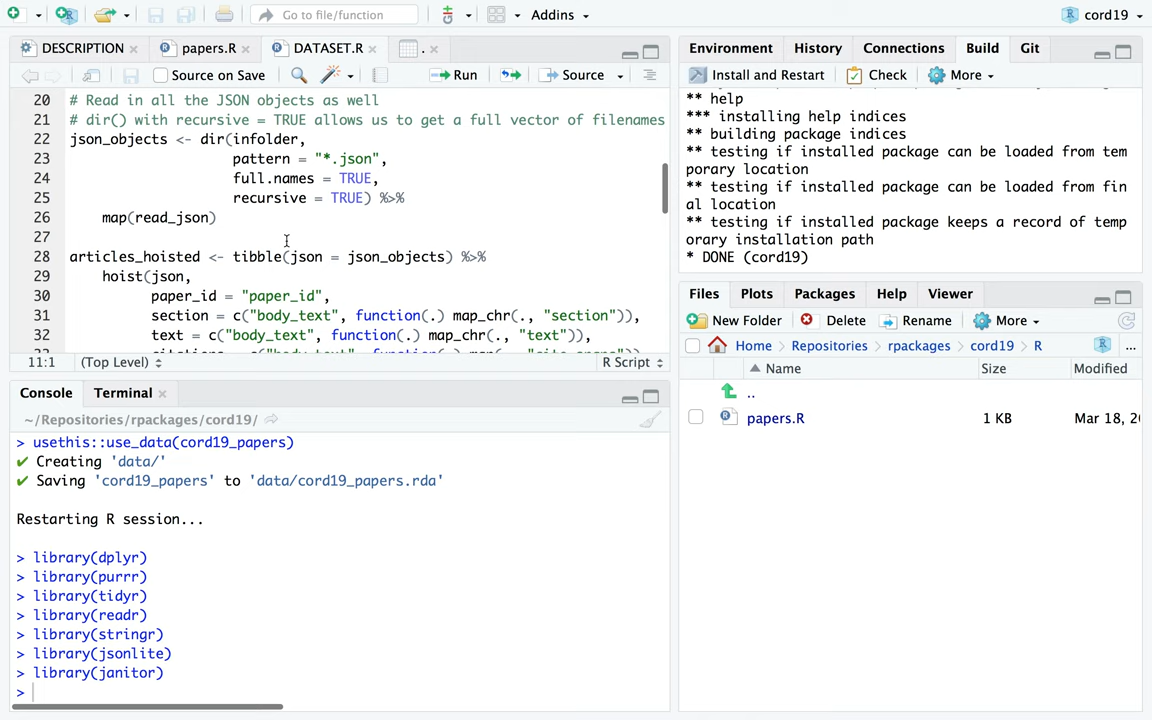 Go to file/function
Addins
cord19
DESCRIPTION
papers.R
DATASET.R
.
Source on Save
Run
Source
20 # Read in all the JSON objects as well
21 # dir() with recursive = TRUE allows us to get a full vector of filenames
22 json_objects <- dir(infolder,
23 pattern = "*.json",
24 full.names = TRUE,
25 recursive = TRUE) %>%
26 map(read_json)
27
28 articles_hoisted <- tibble(json = json_objects) %>%
29 hoist(json,
30 paper_id = "paper_id",
31 section = c("body_text", function(.) map_chr(., "section")),
32 text = c("body_text", function(.) map_chr(., "text")),
11:1
(Top Level)
R Script
Console
Terminal
~/Repositories/rpackages/cord19/
> usethis::use_data(cord19_papers)
✔ Creating 'data/'
✔ Saving 'cord19_papers' to 'data/cord19_papers.rda'
Restarting R session...
> library(dplyr)
> library(purrr)
> library(tidyr)
> library(readr)
> library(stringr)
> library(jsonlite)
> library(janitor)
>
Environment
History
Connections
Build
Git
Install and Restart
Check
More
** help
*** installing help indices
** building package indices
** testing if installed package can be loaded from tem
porary location
** testing if installed package can be loaded from fin
al location
** testing if installed package keeps a record of temp
orary installation path
* DONE (cord19)
Files
Plots
Packages
Help
Viewer
New Folder
Delete
Rename
More
Home
Repositories
rpackages
cord19
R
...
Name
Size
Modified
..
papers.R
1 KB
Mar 18, 20